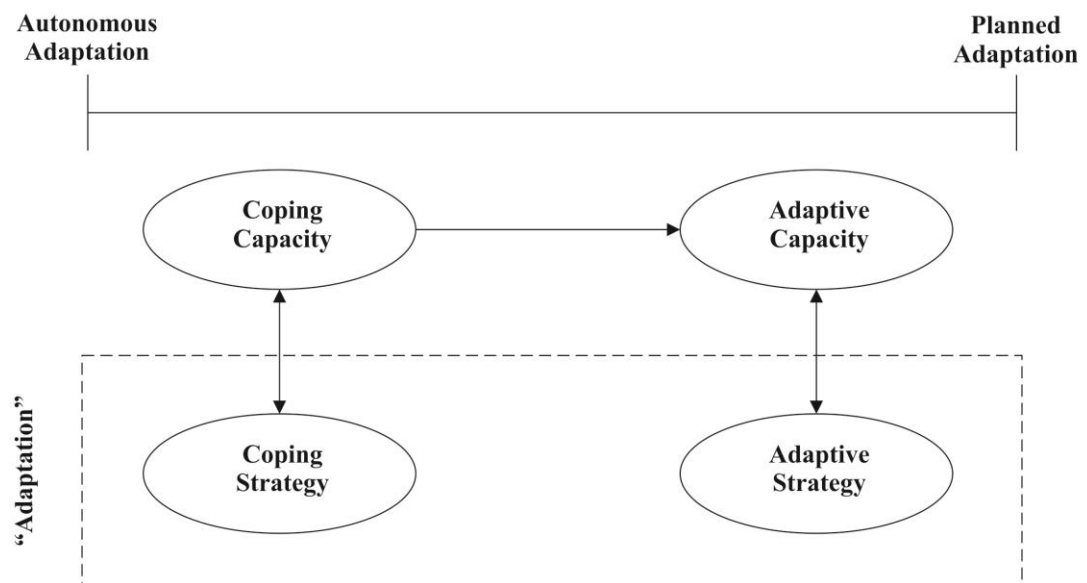 Autonomous
Adaptation
Planned
Adaptation
Coping
Capacity
Adaptive
Capacity
“Adaptation”
Coping
Strategy
Adaptive
Strategy